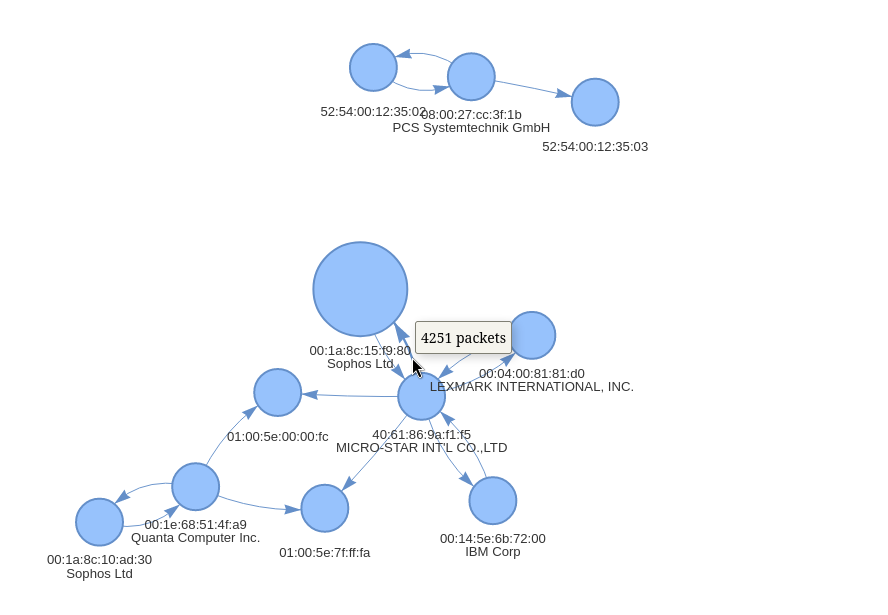 52:54:00:12:35:02
08:00:27:cc:3f:1b
PCS Systemtechnik GmbH
52:54:00:12:35:03
4251 packets
00:1a:8c:15:f9:80
Sophos Ltd
00:04:00:81:81:d0
LEXMARK INTERNATIONAL, INC.
40:61:86:9a:f1:f5
MICRO-STAR INT'L CO.,LTD
01:00:5e:00:00:fc
00:1e:68:51:4f:a9
Quanta Computer Inc.
00:14:5e:6b:72:00
IBM Corp
01:00:5e:7f:ff:fa
00:1a:8c:10:ad:30
Sophos Ltd